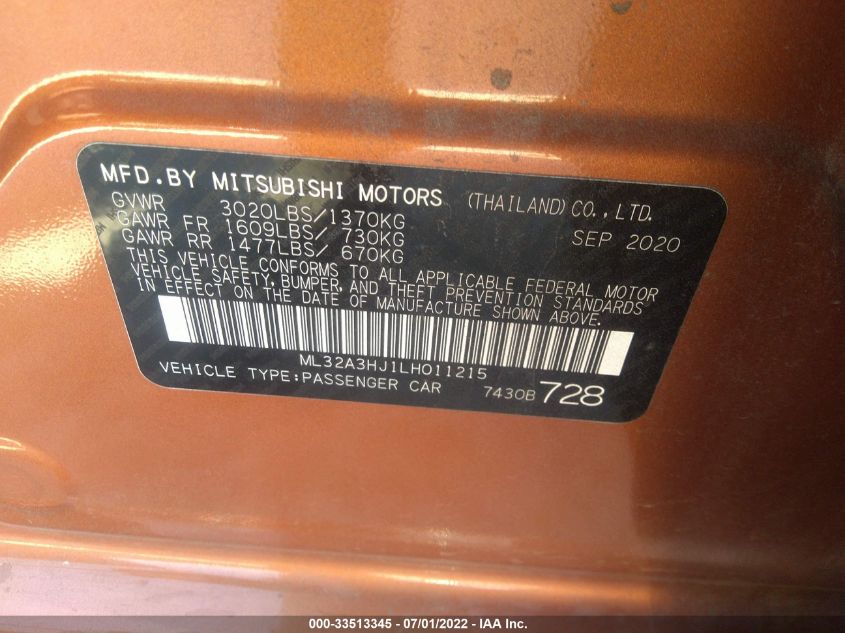 MFD.BY MITSUBISHI MOTORS (THAILAND) CO.,LTD.
GVWR 3020LBS/1370KG
GAWR FR 1609LBS/ 730KG SEP 2020
GAWR RR 1477LBS/ 670KG
THIS VEHICLE CONFORMS TO ALL APPLICABLE FEDERAL MOTOR
VEHICLE SAFETY, BUMPER, AND THEFT PREVENTION STANDARDS
IN EFFECT ON THE DATE OF MANUFACTURE SHOWN ABOVE.
ML32A3HJ1LH011215
VEHICLE TYPE:PASSENGER CAR 7430B 728
000-33513345 - 07/01/2022 - IAA Inc.